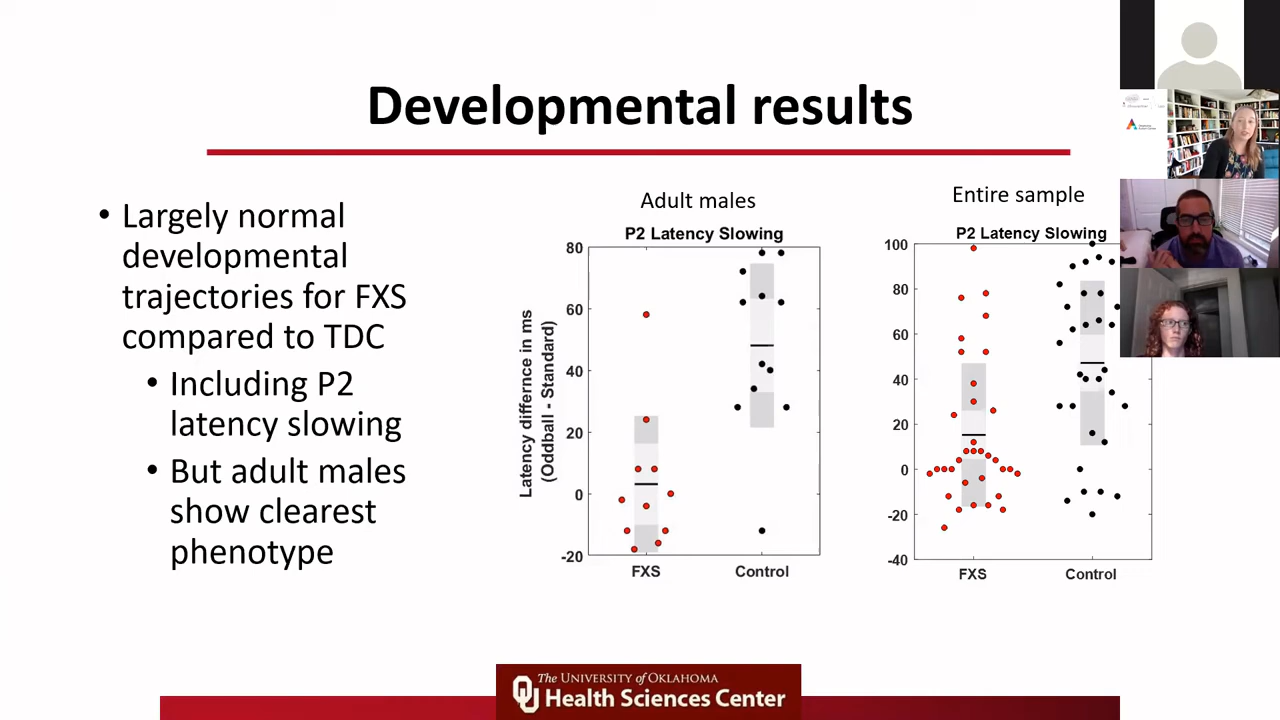 Developmental results
• Largely normal
developmental
trajectories for FXS
compared to TDC
• Including P2
latency slowing
• But adult males
show clearest
phenotype
Adult males
P2 Latency Slowing
Latency differnce in ms
(Oddball - Standard)
80
60
40
20
0
-20
FXS
Control
Entire sample
P2 Latency Slowing
100
80
60
40
20
0
-20
-40
FXS
Control
The UNIVERSITY of OKLAHOMA
Health Sciences Center